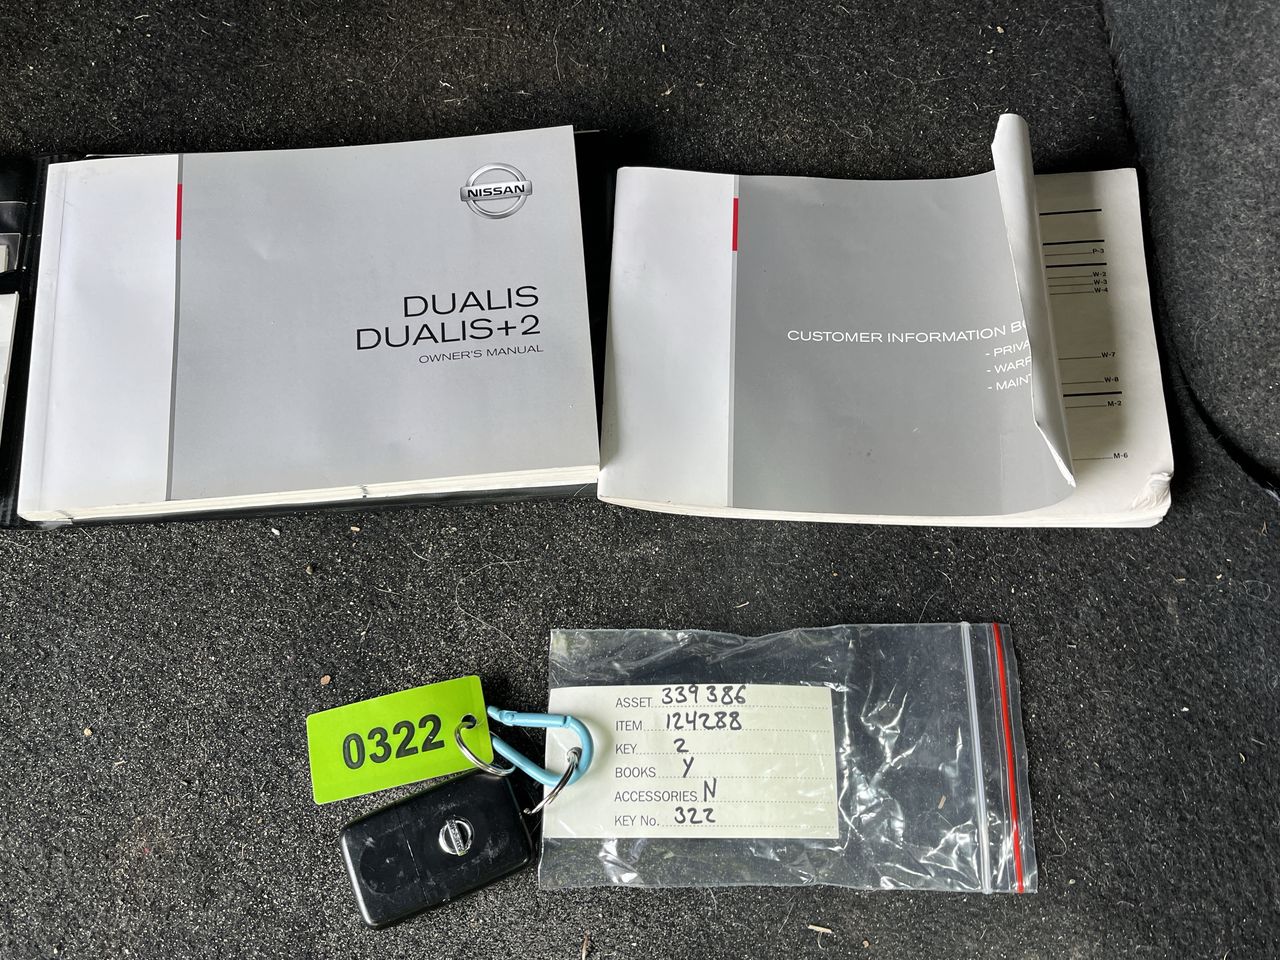 NISSAN
DUALIS
DUALIS+2
OWNER'S MANUAL
CUSTOMER INFORMATION B
- PRIVA
- WARR
- MAINT
P-3
W-2
W-3
W-4
W-7
W-8
M-2
M-6
0322
NISSAN
ASSET 339386
ITEM 124288
KEY 2
BOOKS Y
ACCESSORIES N
KEY No. 322